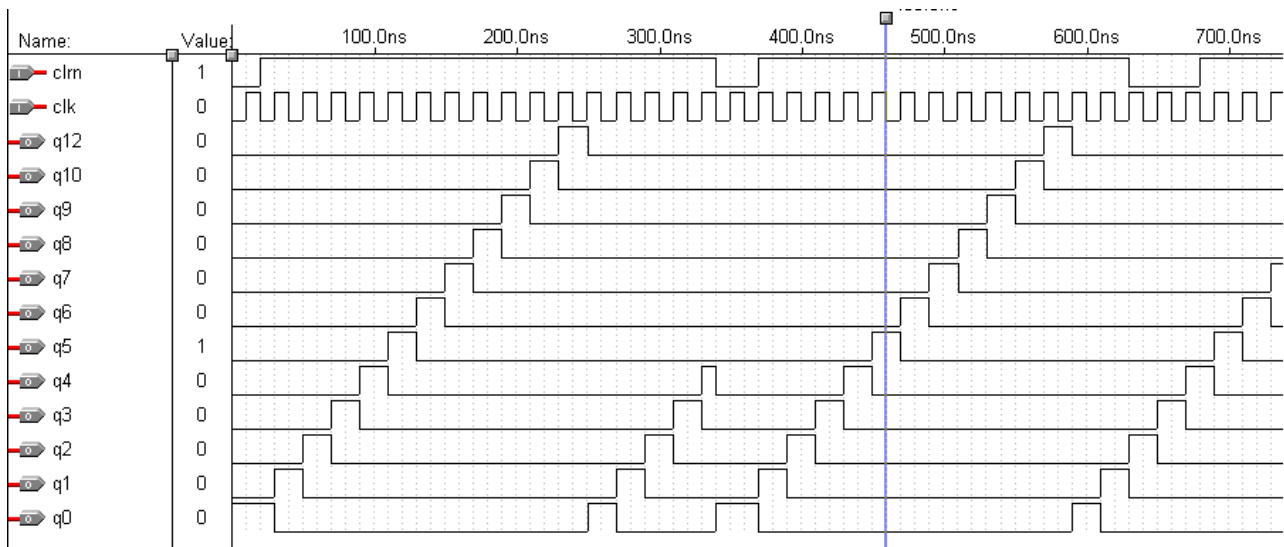 Name: Value: 100.0ns 200.0ns 300.0ns 400.0ns 500.0ns 600.0ns 700.0ns
I clrn 1
I clk 0
O q12 0
O q10 0
O q9 0
O q8 0
O q7 0
O q6 0
O q5 1
O q4 0
O q3 0
O q2 0
O q1 0
O q0 0